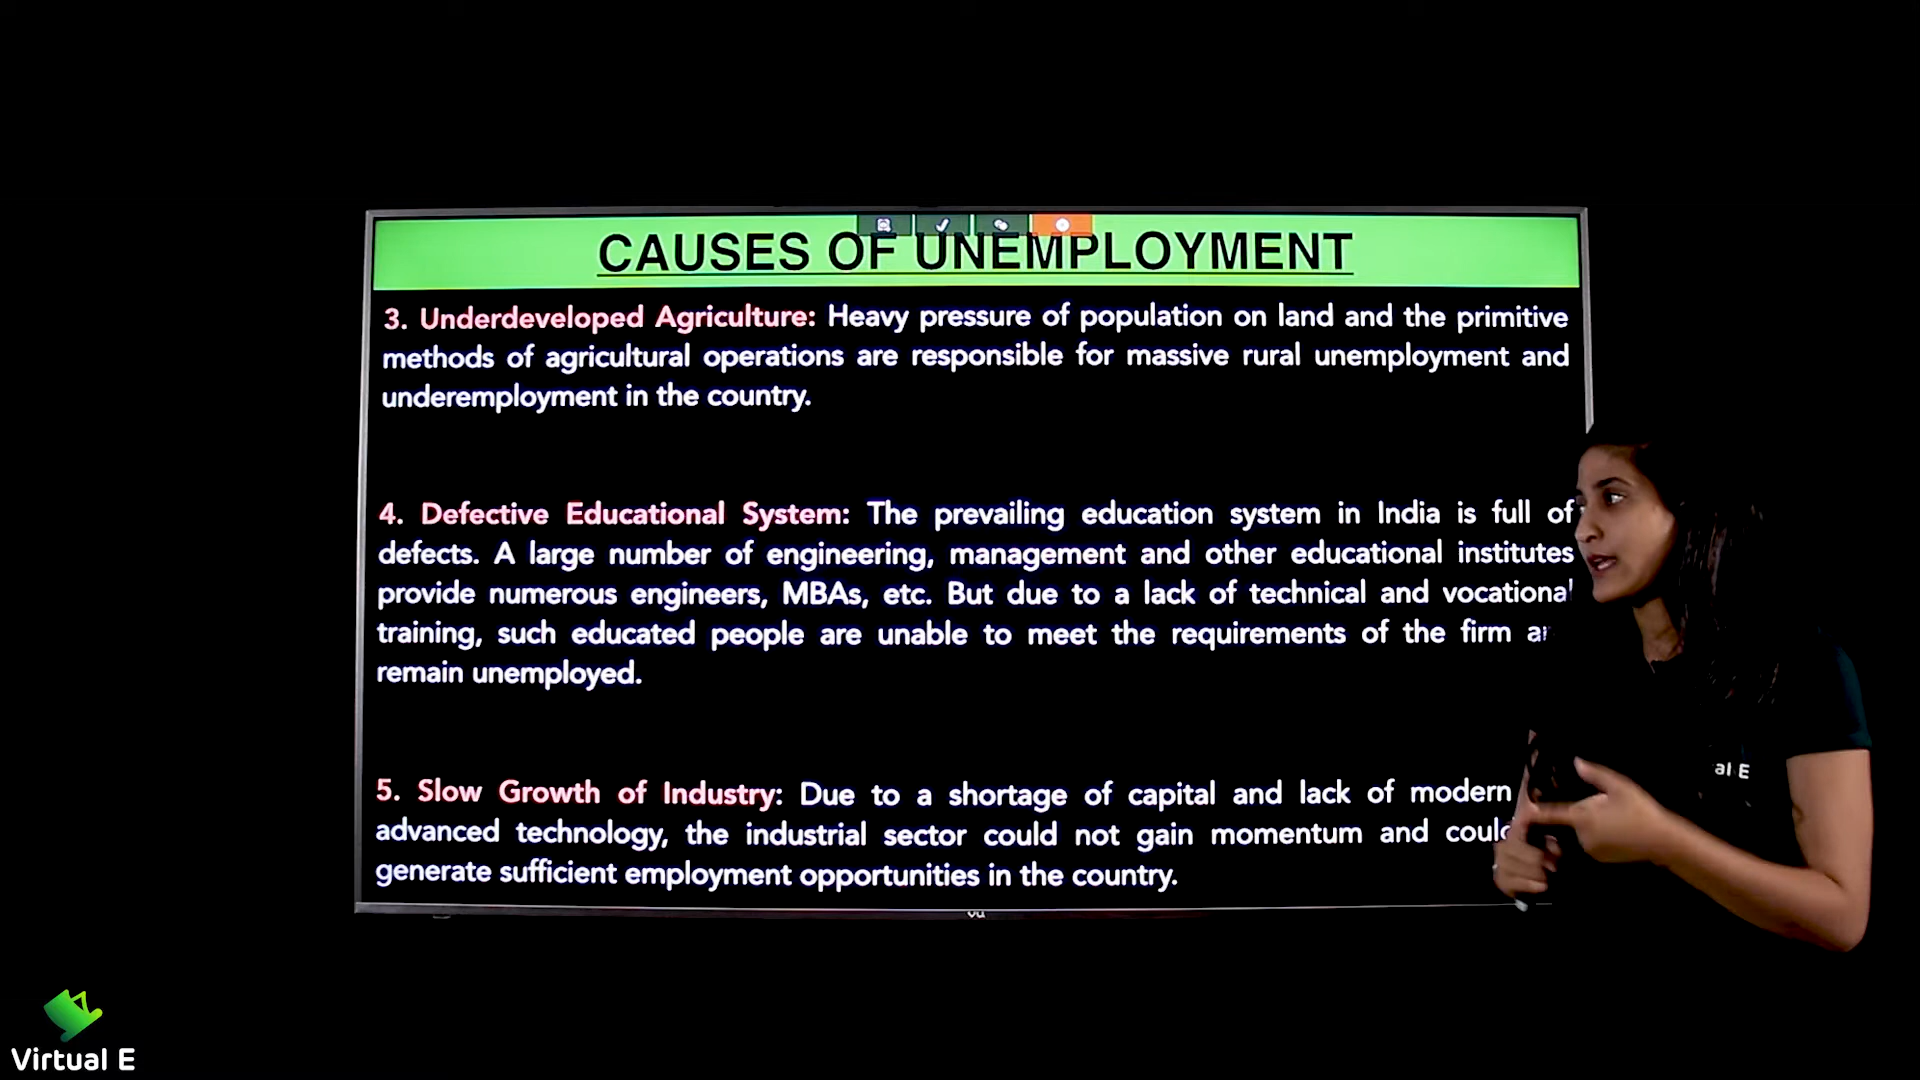 CAUSES OF UNEMPLOYMENT
3. Underdeveloped Agriculture: Heavy pressure of population on land and the primitive
methods of agricultural operations are responsible for massive rural unemployment and
underemployment in the country.
4. Defective Educational System: The prevailing education system in India is full of
defects. A large number of engineering, management and other educational institutes
provide numerous engineers, MBAs, etc. But due to a lack of technical and vocational
training, such educated people are unable to meet the requirements of the firm
remain unemployed.
5. Slow Growth of Industry: Due to a shortage of capital and lack of modern
advanced technology, the industrial sector could not gain momentum and
generate sufficient employment opportunities in the country.
al E
Vu
Virtual E